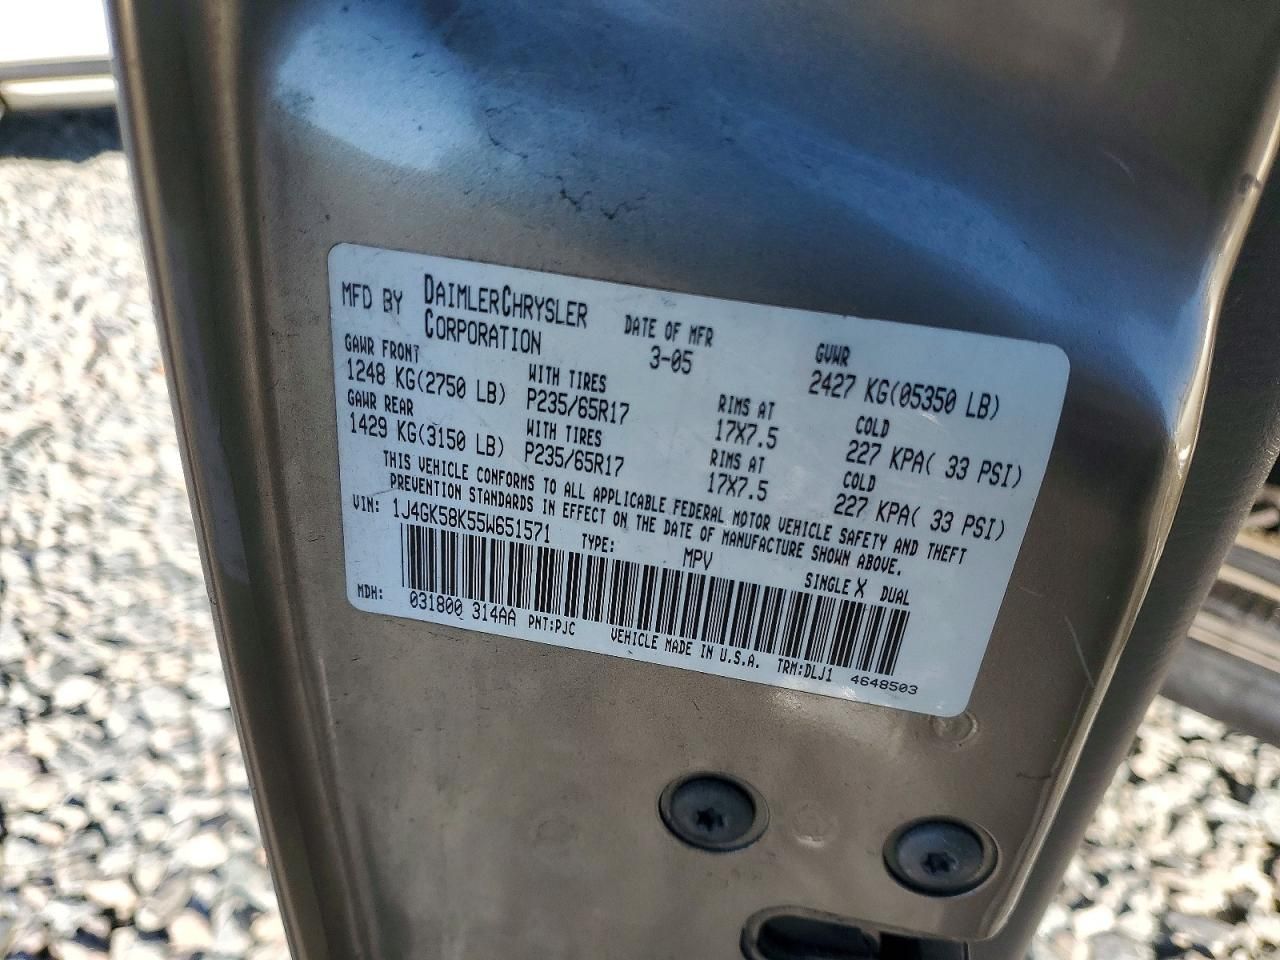 MFD BY DAIMLERCHRYSLER CORPORATION DATE OF MFR 3-05 GVWR 2427 KG(05350 LB)
GAWR FRONT WITH TIRES RIMS AT COLD
1248 KG(2750 LB) P235/65R17 17X7.5 227 KPA( 33 PSI)
GAWR REAR WITH TIRES RIMS AT COLD
1429 KG(3150 LB) P235/65R17 17X7.5 227 KPA( 33 PSI)
THIS VEHICLE CONFORMS TO ALL APPLICABLE FEDERAL MOTOR VEHICLE SAFETY AND THEFT
PREVENTION STANDARDS IN EFFECT ON THE DATE OF MANUFACTURE SHOWN ABOVE.
VIN: 1J4GK58K55W651571 TYPE: MPV SINGLE X DUAL
MDH: 031800 314AA PNT:PJC VEHICLE MADE IN U.S.A. TRM:DLJ1 4648503